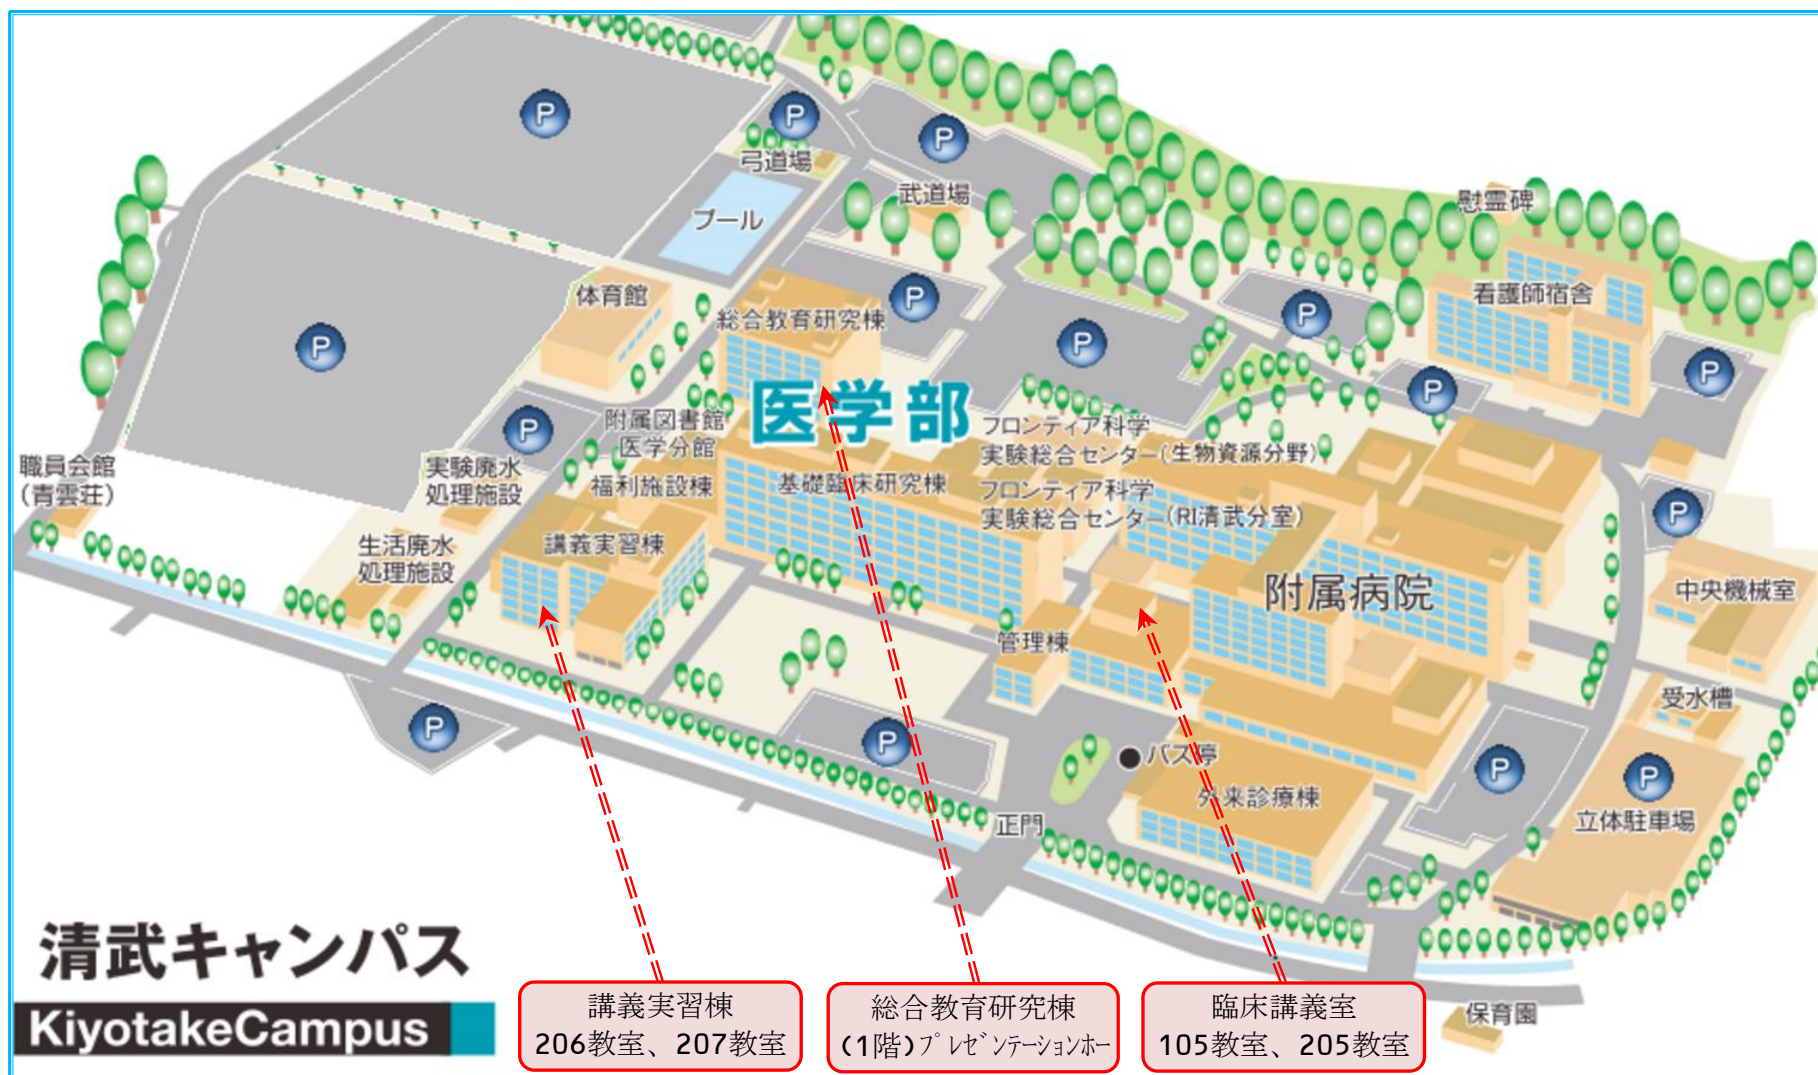 P
P
P
弓道場
武道場
慰霊碑
プール
体育館
総合教育研究棟
P
P
P
看護師宿舎
P
P
P
医学部
附属図書館
医学分館
フロンティア科学
実験総合センター(生物資源分野)
P
職員会館
(青雲荘)
実験廃水
処理施設
福利施設棟
基礎臨床研究棟
フロンティア科学
実験総合センター(RI清武分室)
P
生活廃水
処理施設
講義実習棟
附属病院
中央機械室
管理棟
受水槽
P
P
バス停
P
P
外来診療棟
立体駐車場
正門
清武キャンパス
KiyotakeCampus
講義実習棟
206教室、207教室
総合教育研究棟
(1階)プレゼンテーションホー
臨床講義室
105教室、205教室
保育園